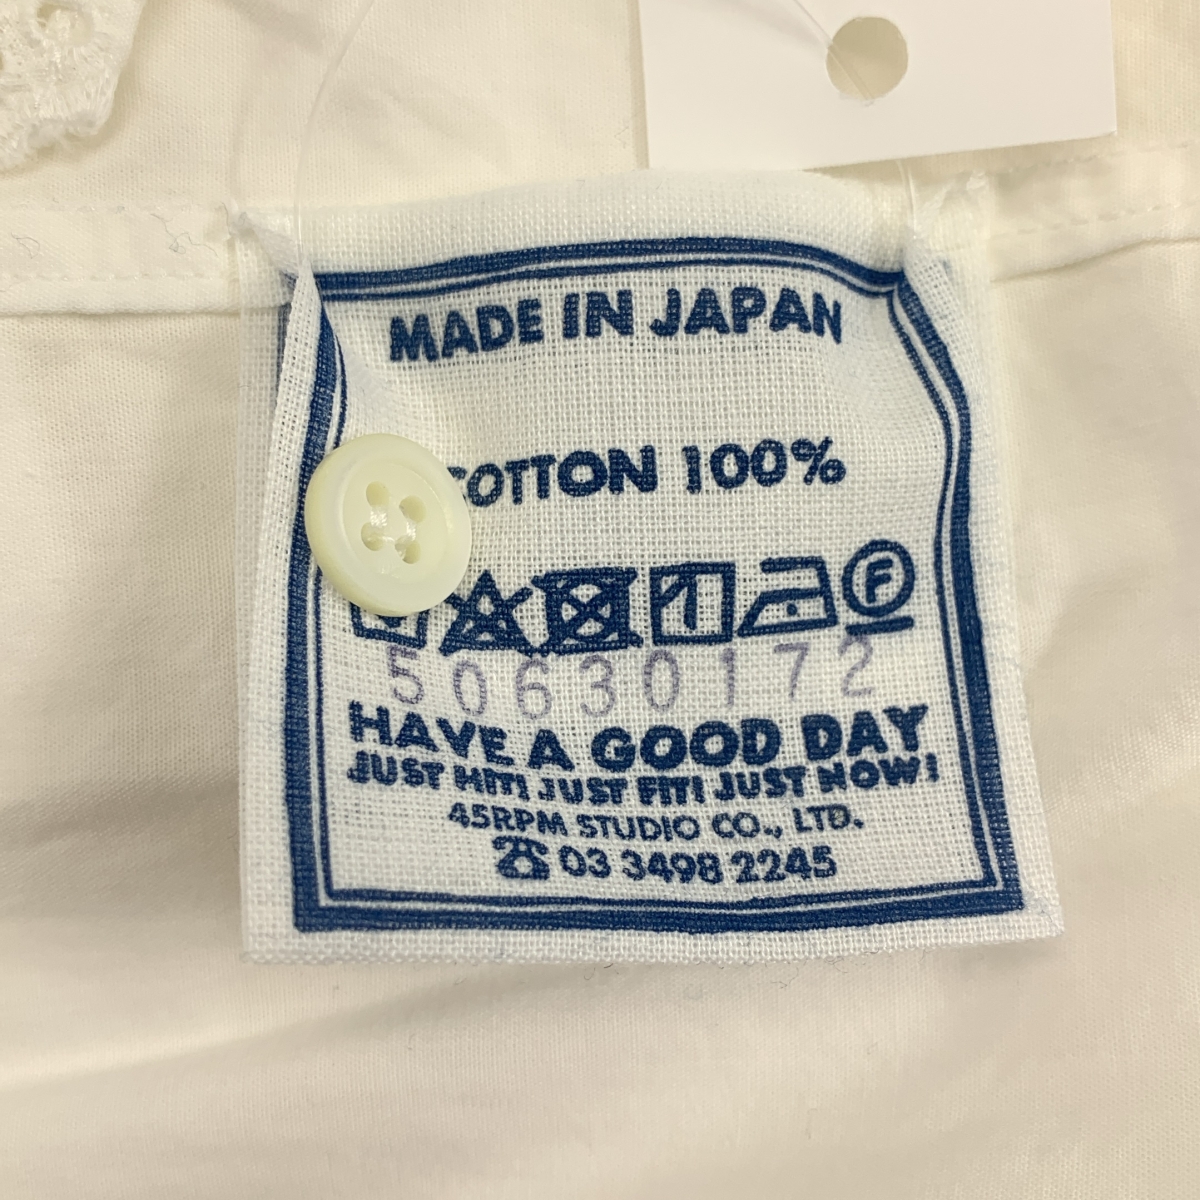 MADE IN JAPAN
COTTON 100%
F
50630172
HAVE A GOOD DAY
JUST HIT! JUST FIT! JUST NOW!
45RPM STUDIO CO., LTD.
☎ 03 3498 2245